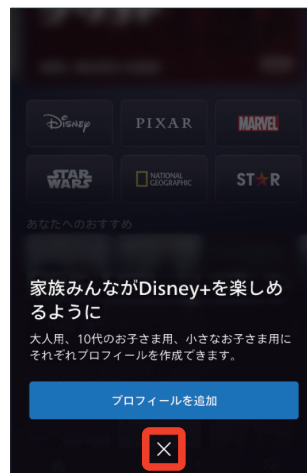 Disney
PIXAR
MARVEL
STAR
WARS
NATIONAL
GEOGRAPHIC
ST★R
あなたへのおすすめ
家族みんながDisney+を楽しめ
るように
大人用、10代のお子さま用、小さなお子さま用に
それぞれプロフィールを作成できます。
プロフィールを追加